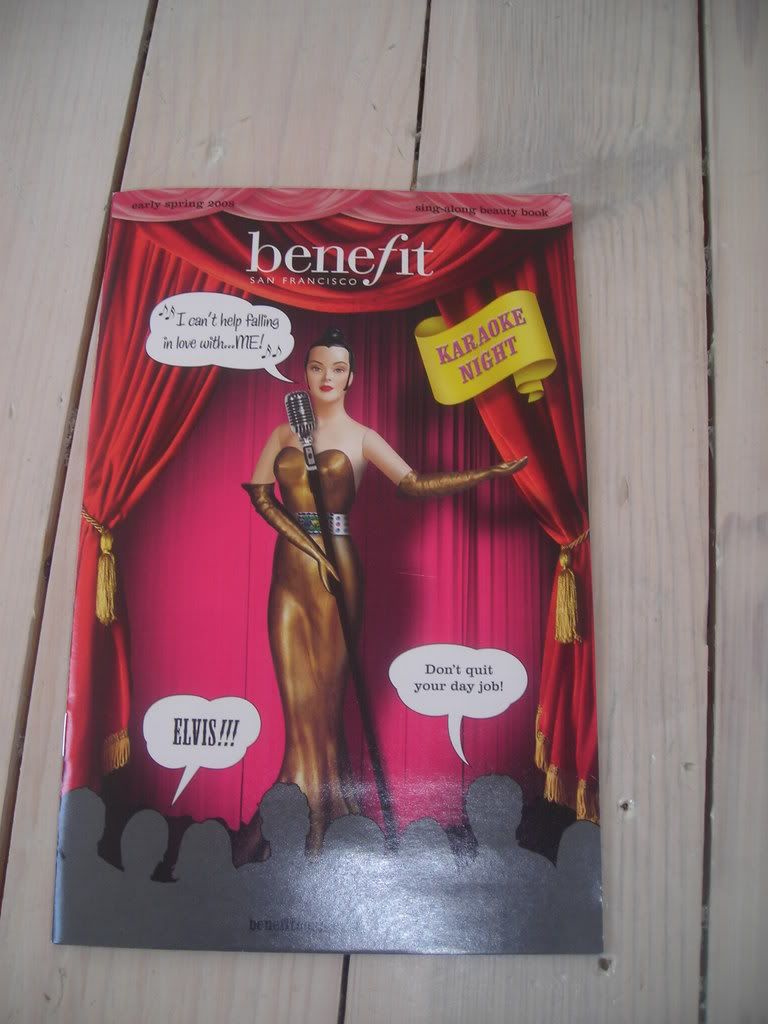 early spring 2008
sing-along beauty book
benefit
SAN FRANCISCO
I can't help falling
in love with...ME!
KARAOKE
NIGHT
Don't quit
your day job!
ELVIS!!!